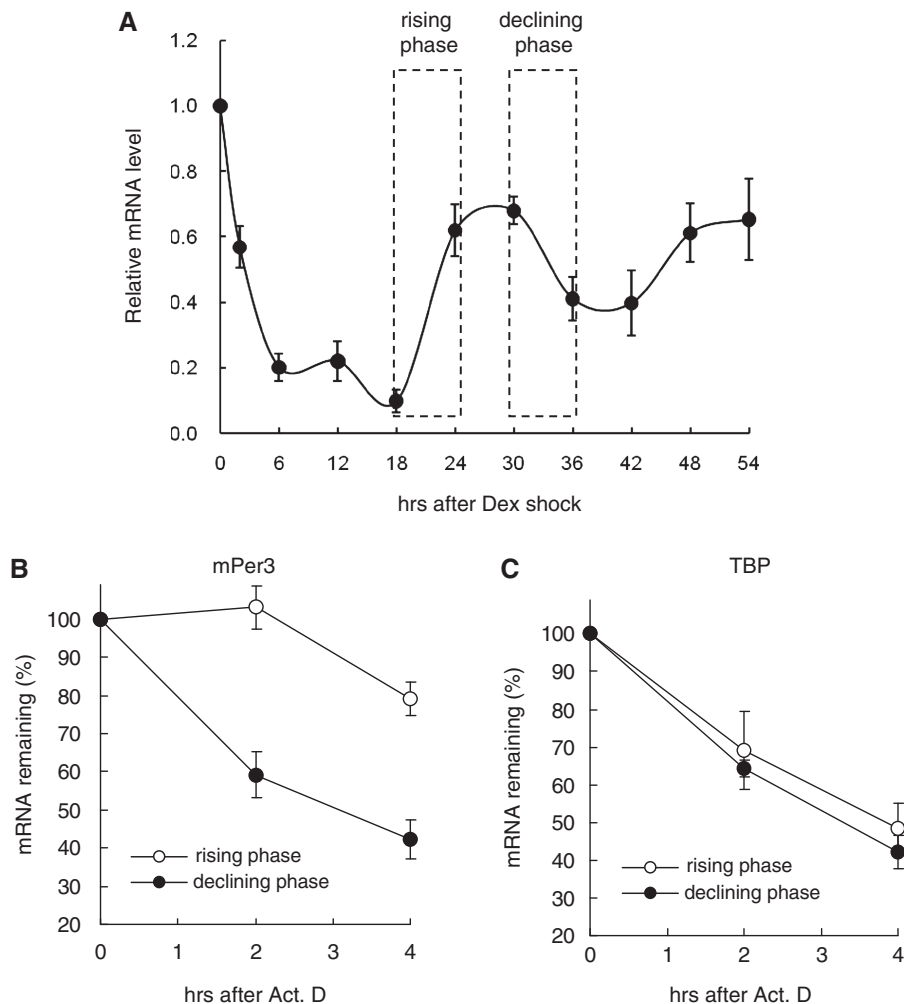 A
rising
phase
declining
phase
1.2
1.0
0.8
0.6
0.4
0.2
0.0
Relative mRNA level
0 6 12 18 24 30 36 42 48 54
hrs after Dex shock
B
mPer3
100
90
80
70
60
50
40
30
20
mRNA remaining (%)
rising phase
declining phase
0 1 2 3 4
hrs after Act. D
C
TBP
100
90
80
70
60
50
40
30
20
mRNA remaining (%)
rising phase
declining phase
0 1 2 3 4
hrs after Act. D